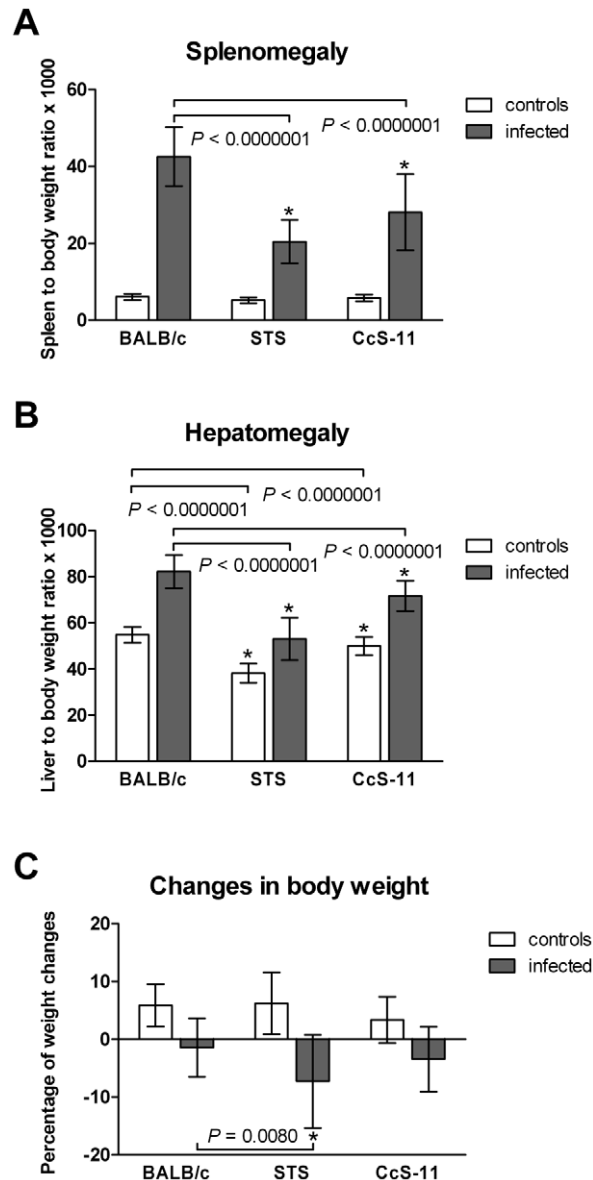 A
Splenomegaly
Spleen to body weight ratio x 1000
60
40
20
0
P < 0.0000001
P < 0.0000001
*
*
controls
infected
BALB/c
STS
CcS-11
B
Hepatomegaly
Liver to body weight ratio x 1000
P < 0.0000001
P < 0.0000001
100
80
60
40
20
0
P < 0.0000001
P < 0.0000001
*
*
*
*
controls
infected
BALB/c
STS
CcS-11
C
Changes in body weight
Percentage of weight changes
20
10
0
-10
-20
controls
infected
P = 0.0080
*
BALB/c
STS
CcS-11